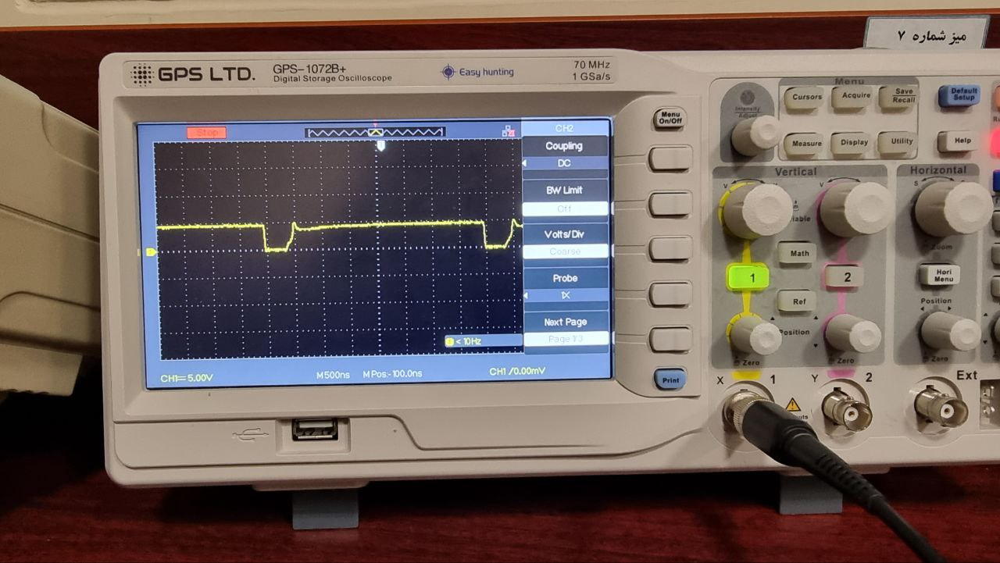 میز شماره ۷
GPS LTD.
GPS-1072B+
Digital Storage Oscilloscope
Easy hunting
70 MHz
1 GSa/s
Stop
CH2
Coupling
DC
BW Limit
Off
Volts/Div
Coarse
Probe
1X
Next Page
Page 1/3
1 < 10Hz
CH1= 5.00V
M500ns
M Pos:-100.0ns
CH1 /0.00mV
Menu
On/Off
Print
Intensity
Adjust
Menu
Cursors
Acquire
Save
Recall
Measure
Display
Utility
Default
Setup
Help
Vertical
Horizontal
V
V
S
Math
Zoom
1
2
Hori
Menu
Ref
Position
Position
Zero
Zero
Zero
X
1
Y
2
Ext